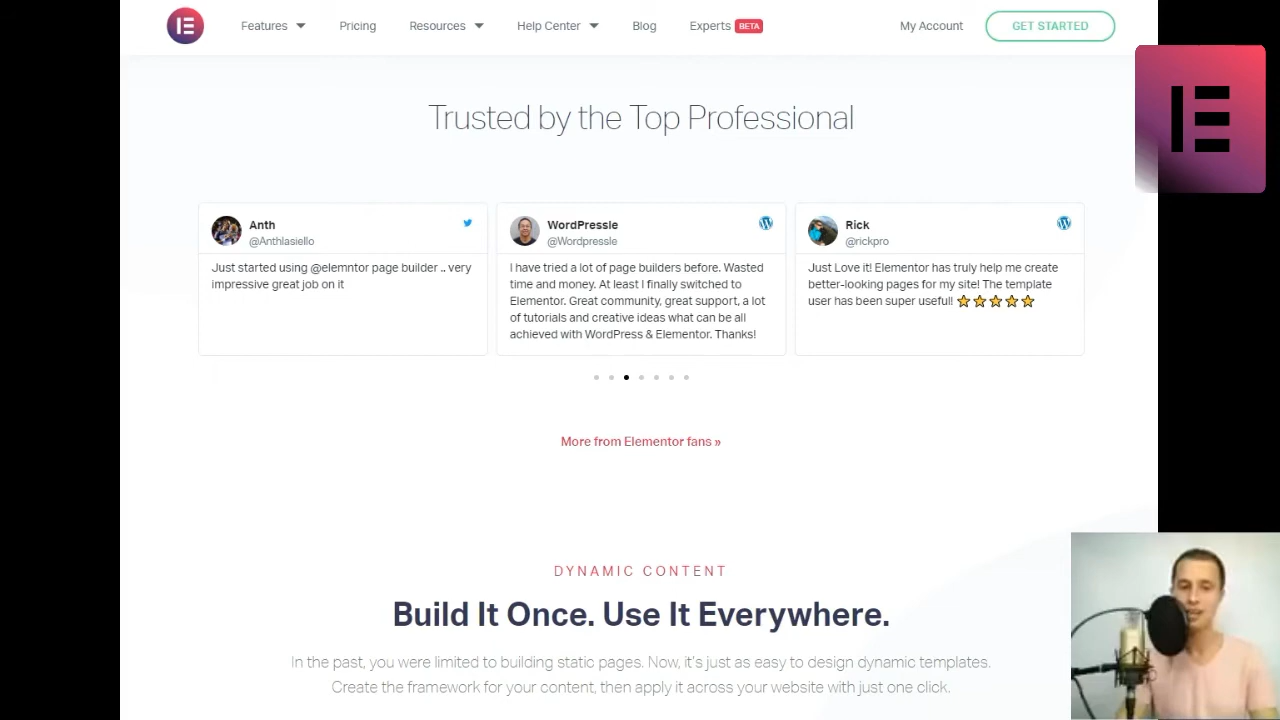 Features
Pricing
Resources
Help Center
Blog
Experts BETA
My Account
GET STARTED
Trusted by the Top Professional
Anth
@Anthlasiello
Just started using @elemntor page builder .. very
impressive great job on it
WordPressle
@Wordpressle
I have tried a lot of page builders before. Wasted
time and money. At least I finally switched to
Elementor. Great community, great support, a lot
of tutorials and creative ideas what can be all
achieved with WordPress & Elementor. Thanks!
Rick
@rickpro
Just Love it! Elementor has truly help me create
better-looking pages for my site! The template
user has been super useful! ⭐⭐⭐⭐⭐
More from Elementor fans »
DYNAMIC CONTENT
Build It Once. Use It Everywhere.
In the past, you were limited to building static pages. Now, it's just as easy to design dynamic templates.
Create the framework for your content, then apply it across your website with just one click.